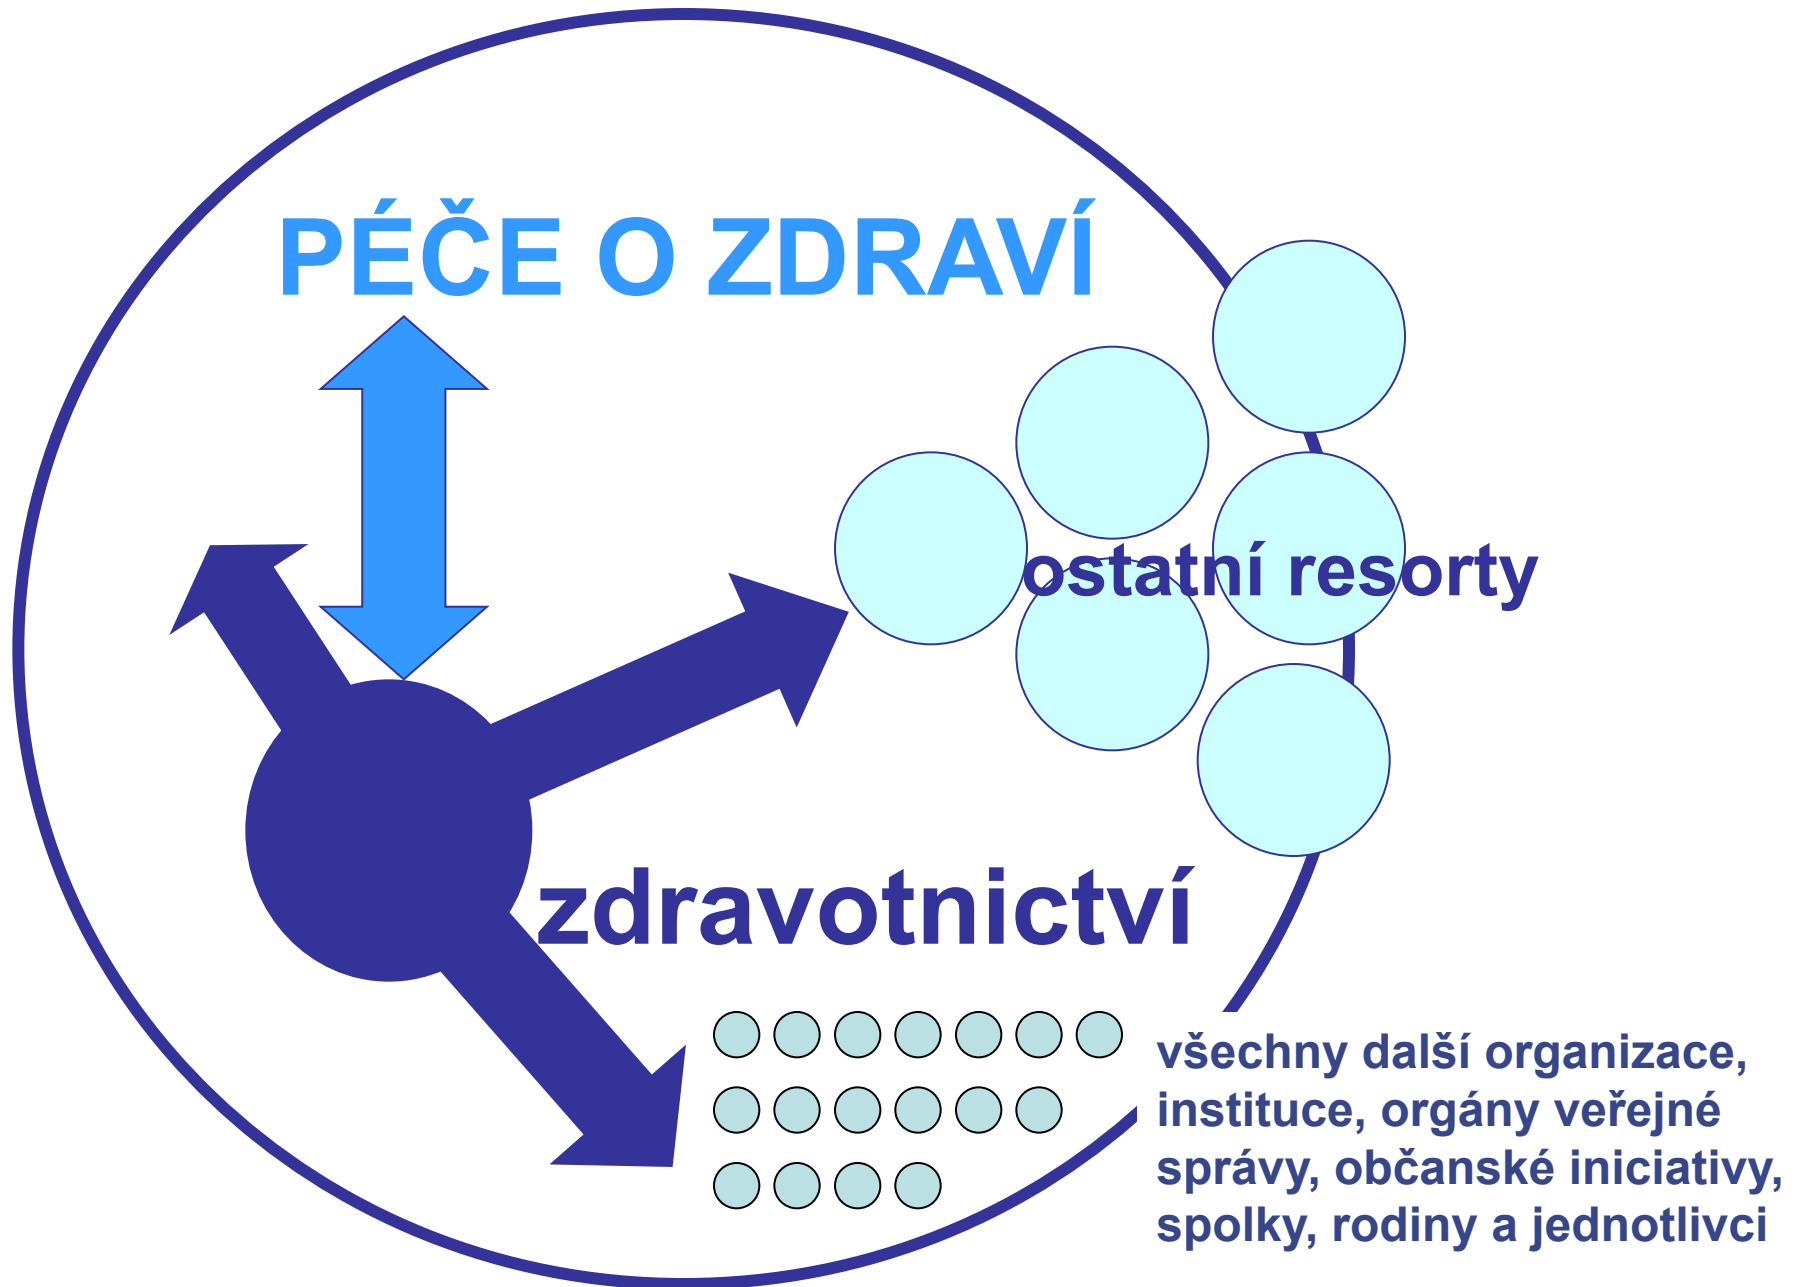 PÉČE O ZDRAVÍ
ostatní resorty
zdravotnictví
všechny další organizace,
instituce, orgány veřejné
správy, občanské iniciativy,
spolky, rodiny a jednotlivci